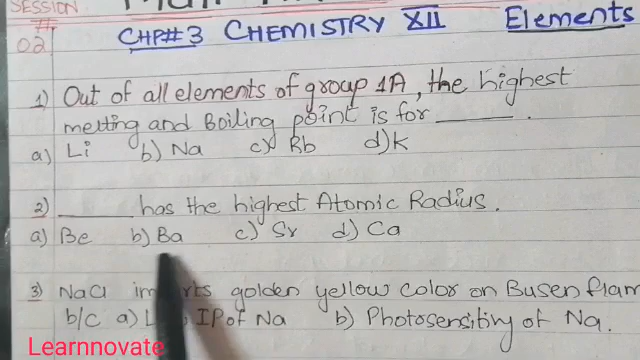 SESSION
# 02
CHP#3 CHEMISTRY XII Elements
1) Out of all elements of group 1A, the highest
melting and Boiling point is for ______ .
a) Li b) Na c) Rb d) K
2) ______ has the highest Atomic Radius.
a) Be b) Ba c) Sr d) Ca
3) NaCl golden yellow color on Busen flam
b/c a) IP of Na b) Photosensitiy of Na.
Learnnovate